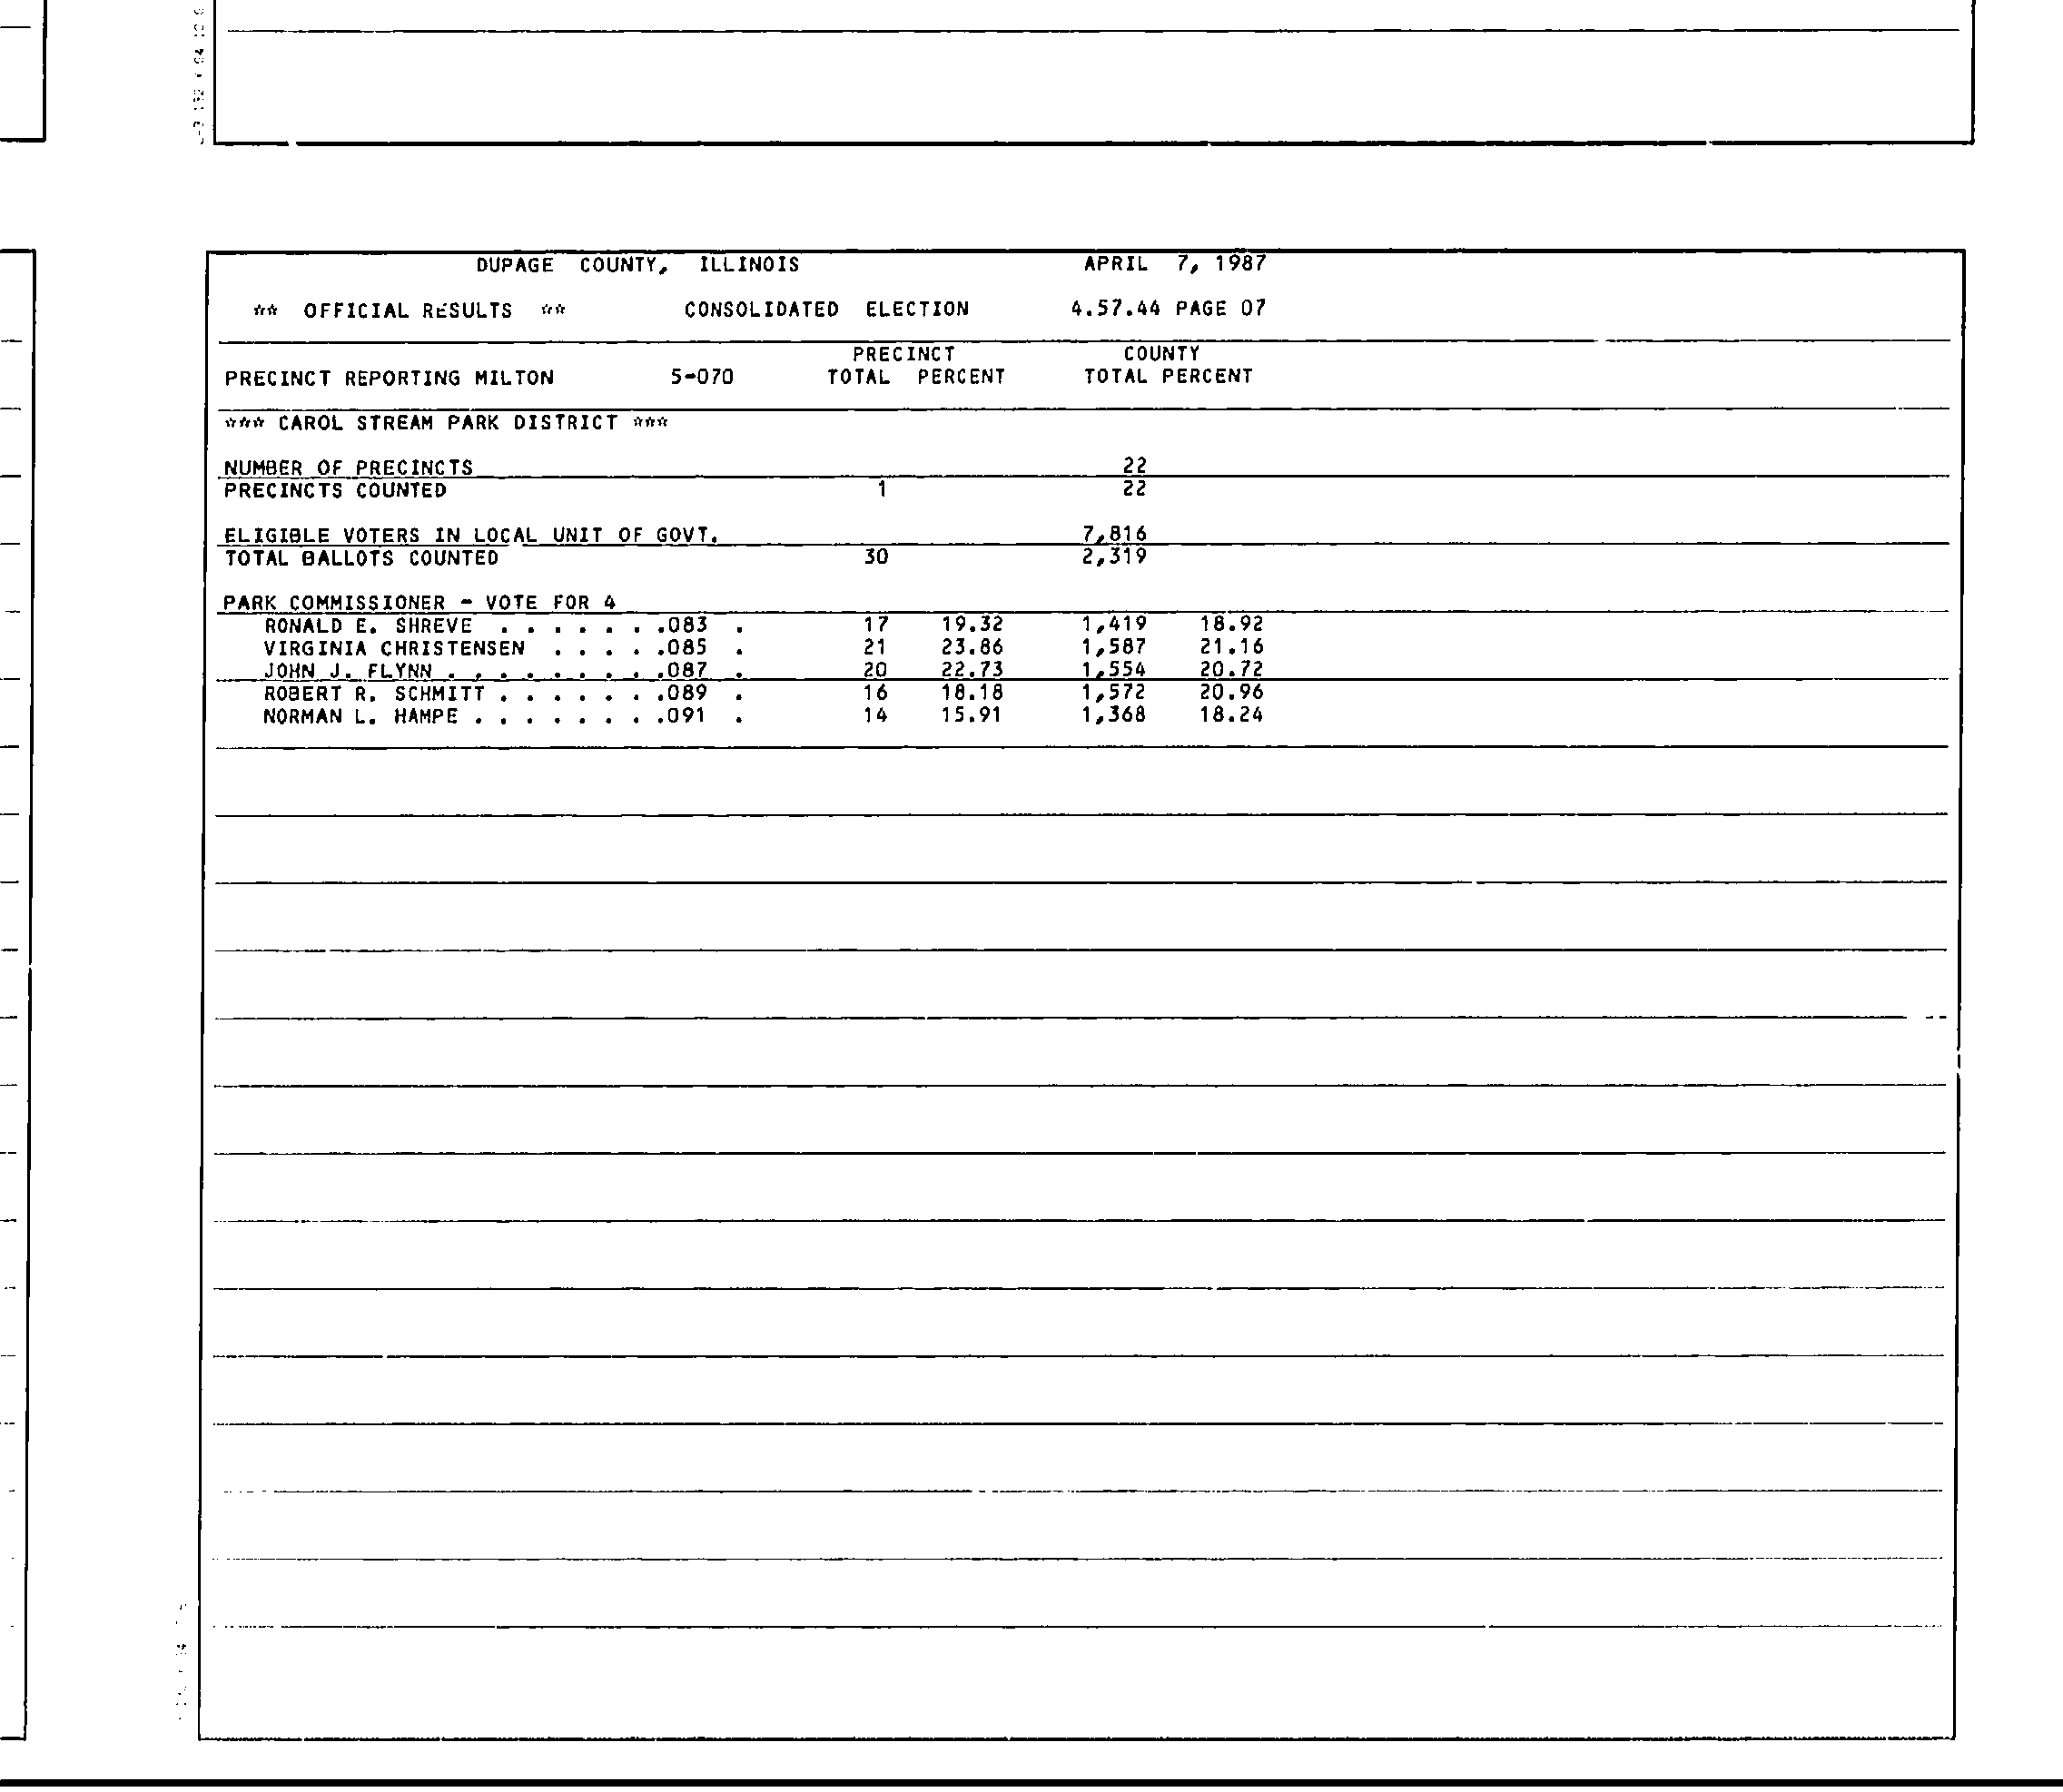 DUPAGE COUNTY, ILLINOIS APRIL 7, 1987
** OFFICIAL RESULTS ** CONSOLIDATED ELECTION 4.57.44 PAGE 07
PRECINCT COUNTY
PRECINCT REPORTING MILTON 5-070 TOTAL PERCENT TOTAL PERCENT
*** CAROL STREAM PARK DISTRICT ***
NUMBER OF PRECINCTS 22
PRECINCTS COUNTED 1 22
ELIGIBLE VOTERS IN LOCAL UNIT OF GOVT. 7,816
TOTAL BALLOTS COUNTED 30 2,319
PARK COMMISSIONER - VOTE FOR 4
RONALD E. SHREVE . . . . . . .083 . 17 19.32 1,419 18.92
VIRGINIA CHRISTENSEN . . . . .085 . 21 23.86 1,587 21.16
JOHN J. FLYNN . . . . . . . . .087 . 20 22.73 1,554 20.72
ROBERT R. SCHMITT . . . . . . .089 . 16 18.18 1,572 20.96
NORMAN L. HAMPE . . . . . . . .091 . 14 15.91 1,368 18.24